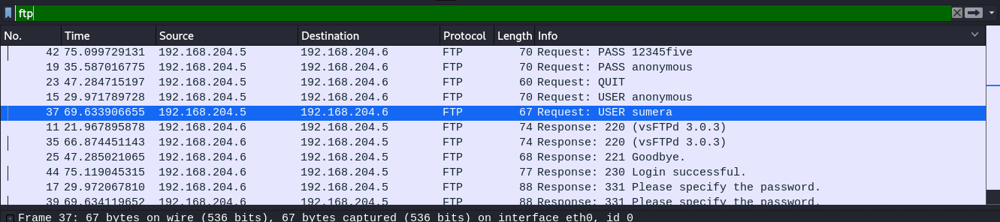 ftp
No. Time Source Destination Protocol Length Info
42 75.099729131 192.168.204.5 192.168.204.6 FTP 70 Request: PASS 12345five
19 35.587016775 192.168.204.5 192.168.204.6 FTP 70 Request: PASS anonymous
23 47.284715197 192.168.204.5 192.168.204.6 FTP 60 Request: QUIT
15 29.971789728 192.168.204.5 192.168.204.6 FTP 70 Request: USER anonymous
37 69.633906655 192.168.204.5 192.168.204.6 FTP 67 Request: USER sumera
11 21.967895878 192.168.204.6 192.168.204.5 FTP 74 Response: 220 (vsFTPd 3.0.3)
35 66.874451143 192.168.204.6 192.168.204.5 FTP 74 Response: 220 (vsFTPd 3.0.3)
25 47.285021065 192.168.204.6 192.168.204.5 FTP 68 Response: 221 Goodbye.
44 75.119045315 192.168.204.6 192.168.204.5 FTP 77 Response: 230 Login successful.
17 29.972067810 192.168.204.6 192.168.204.5 FTP 88 Response: 331 Please specify the password.
39 69.634119652 192.168.204.6 192.168.204.5 FTP 88 Response: 331 Please specify the password.
Frame 37: 67 bytes on wire (536 bits), 67 bytes captured (536 bits) on interface eth0, id 0